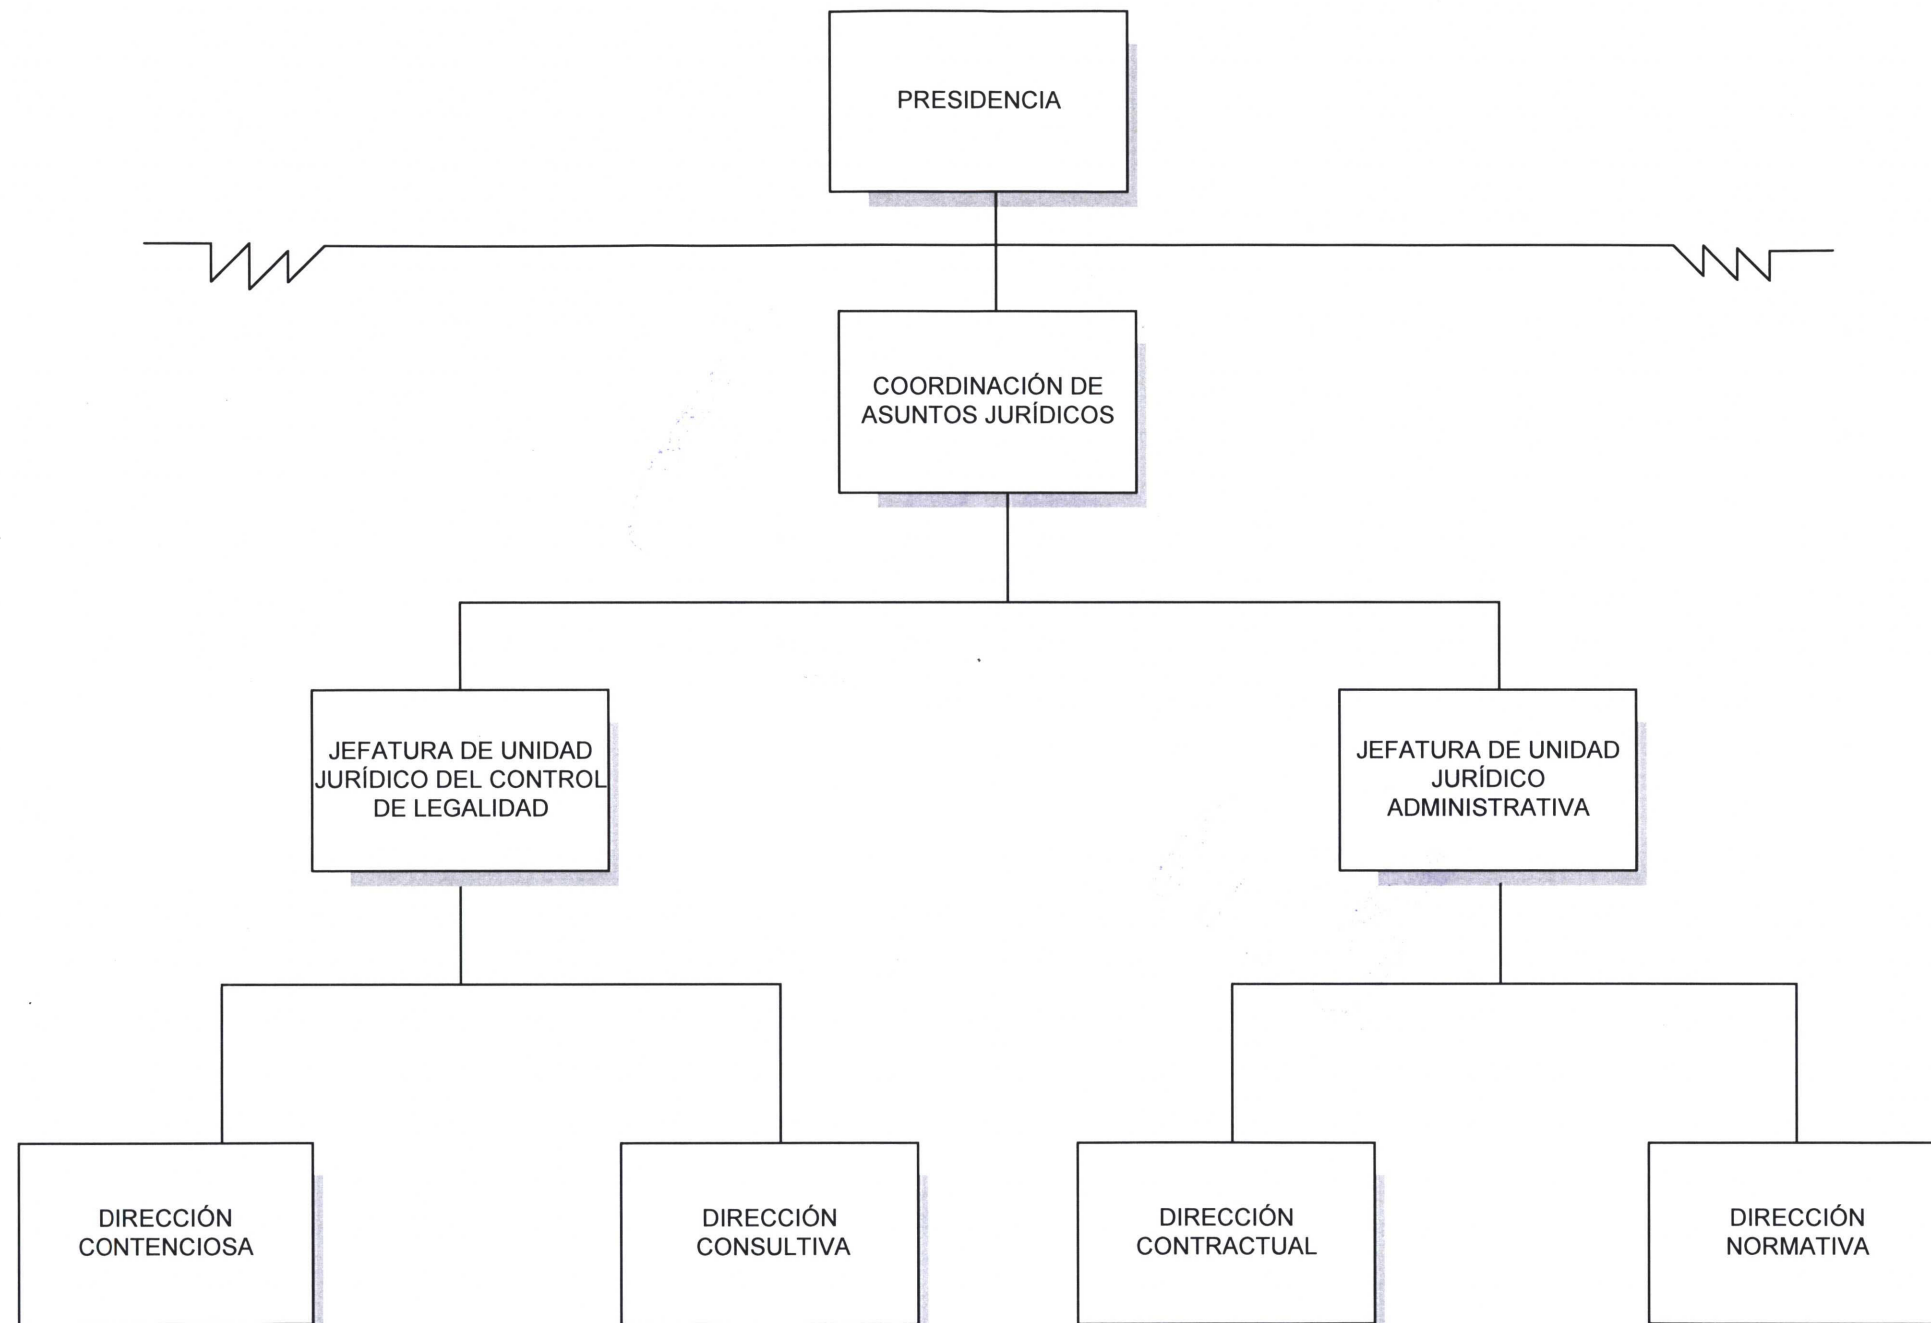 PRESIDENCIA
COORDINACIÓN DE
ASUNTOS JURÍDICOS
JEFATURA DE UNIDAD
JURÍDICO DEL CONTROL
DE LEGALIDAD
JEFATURA DE UNIDAD
JURÍDICO
ADMINISTRATIVA
DIRECCIÓN
CONTENCIOSA
DIRECCIÓN
CONSULTIVA
DIRECCIÓN
CONTRACTUAL
DIRECCIÓN
NORMATIVA